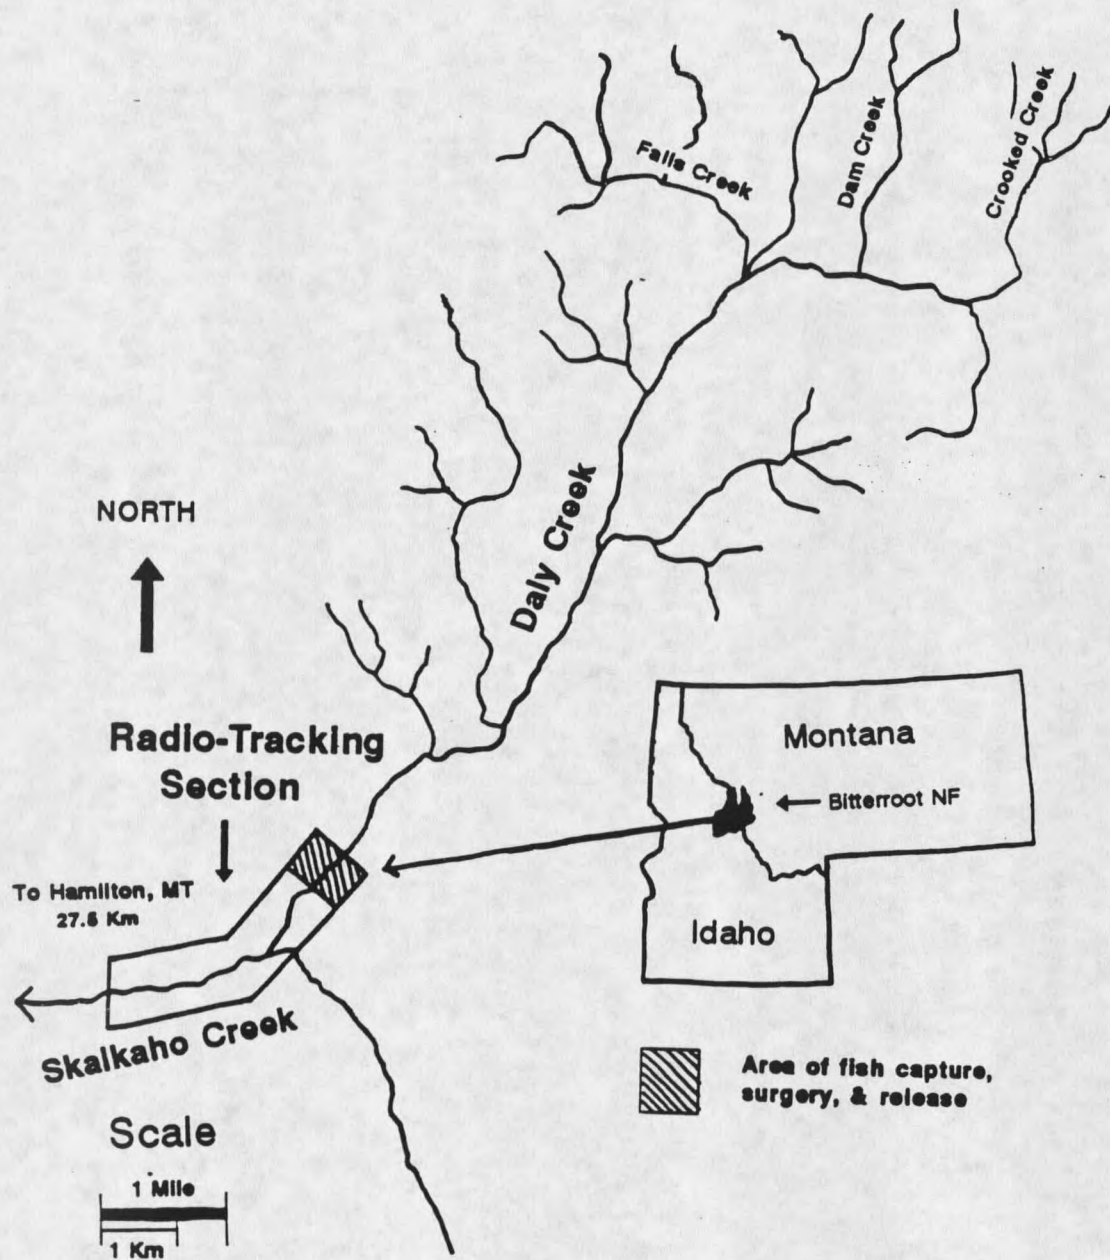 Falls Creek
Dam Creek
Crooked Creek
NORTH
Daly Creek
Radio-Tracking
Section
Montana
Bitterroot NF
To Hamilton, MT
27.5 Km
Idaho
Skalkaho Creek
Area of fish capture,
surgery, & release
Scale
1 Mile
1 Km